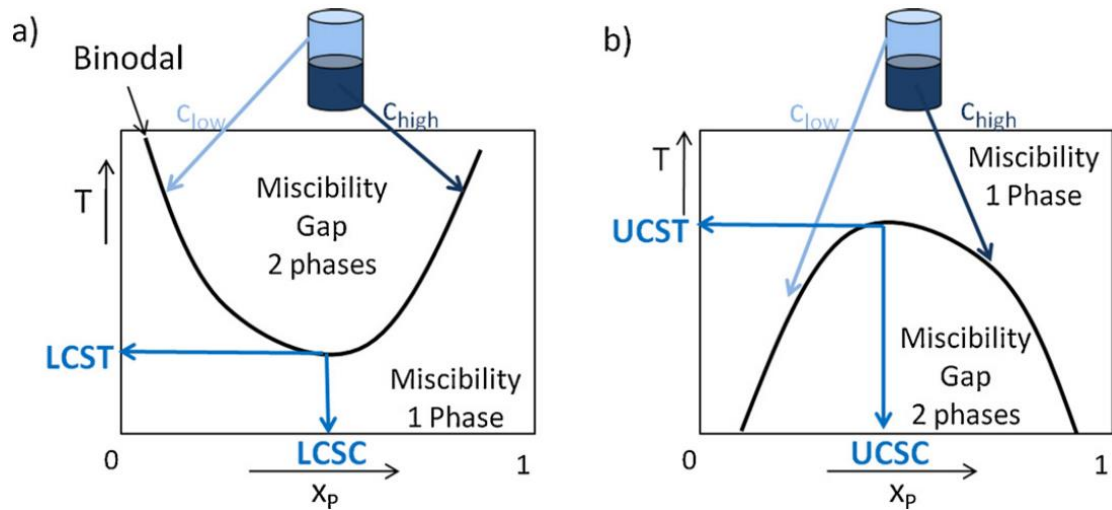 a)
Binodal
c_low
c_high
T
Miscibility
Gap
2 phases
LCST
Miscibility
1 Phase
0
LCSC
1
x_P
b)
c_low
c_high
T
Miscibility
1 Phase
UCST
Miscibility
Gap
2 phases
0
UCSC
1
x_P